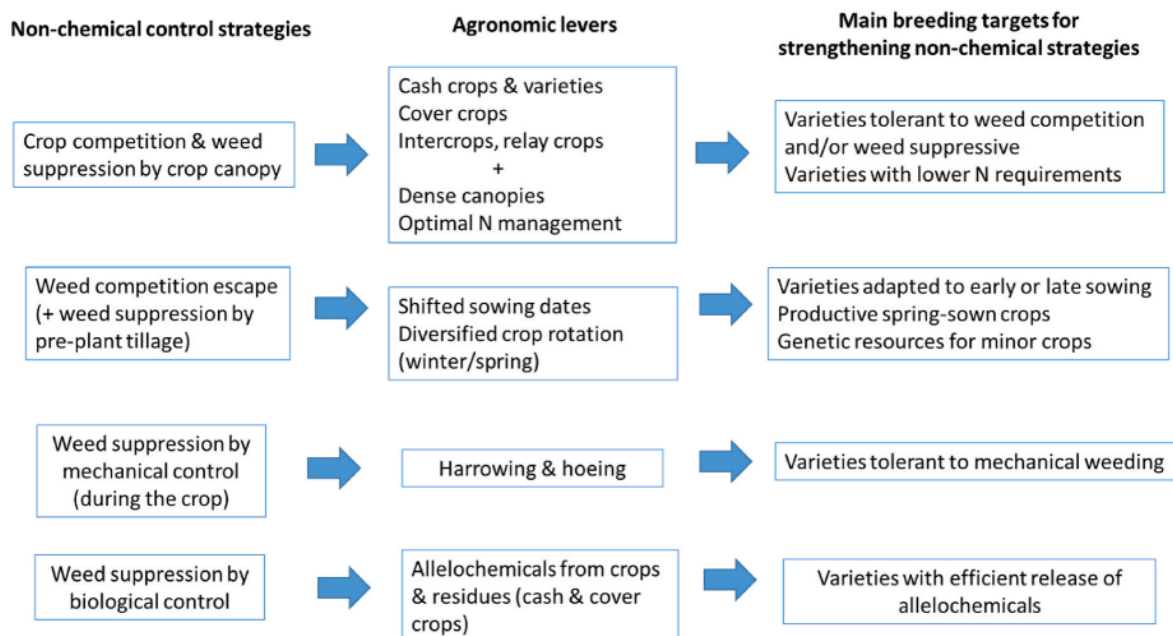 Non-chemical control strategies
Agronomic levers
Main breeding targets for
strengthening non-chemical strategies
Crop competition & weed
suppression by crop canopy
Cash crops & varieties
Cover crops
Intercrops, relay crops
+
Dense canopies
Optimal N management
Varieties tolerant to weed competition
and/or weed suppressive
Varieties with lower N requirements
Weed competition escape
(+ weed suppression by
pre-plant tillage)
Shifted sowing dates
Diversified crop rotation
(winter/spring)
Varieties adapted to early or late sowing
Productive spring-sown crops
Genetic resources for minor crops
Weed suppression by
mechanical control
(during the crop)
Harrowing & hoeing
Varieties tolerant to mechanical weeding
Weed suppression by
biological control
Allelochemicals from crops
& residues (cash & cover
crops)
Varieties with efficient release of
allelochemicals